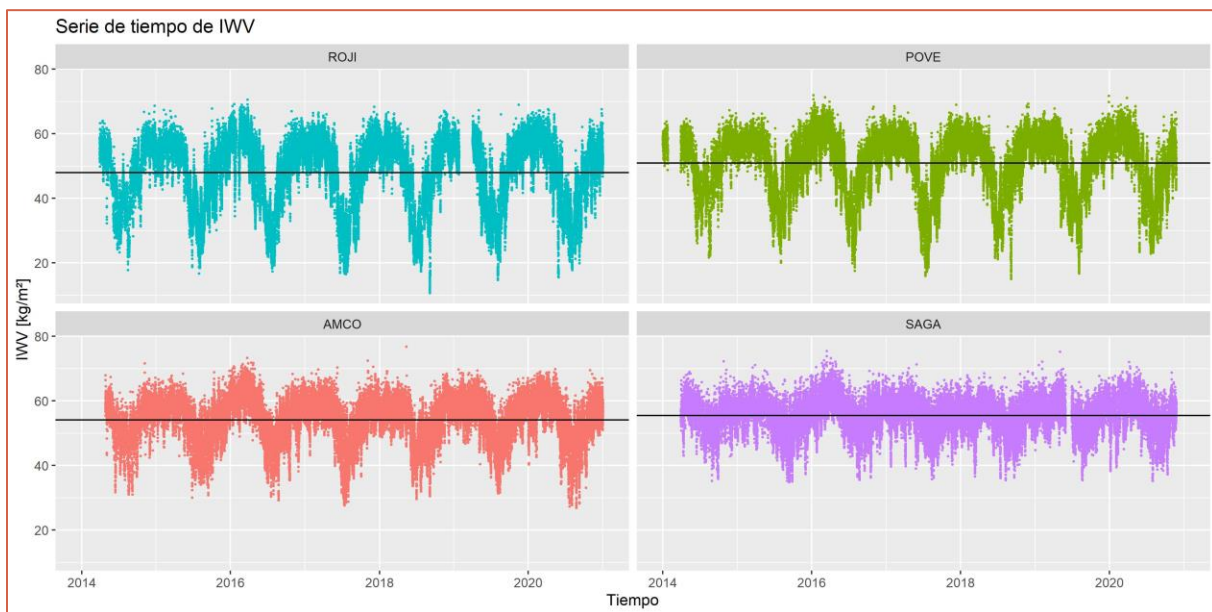 Serie de tiempo de IWV
ROJI POVE
80
60
40
20
AMCO SAGA
80
60
40
20
IWV [kg/m²]
2014 2016 2018 2020 2014 2016 2018 2020
Tiempo